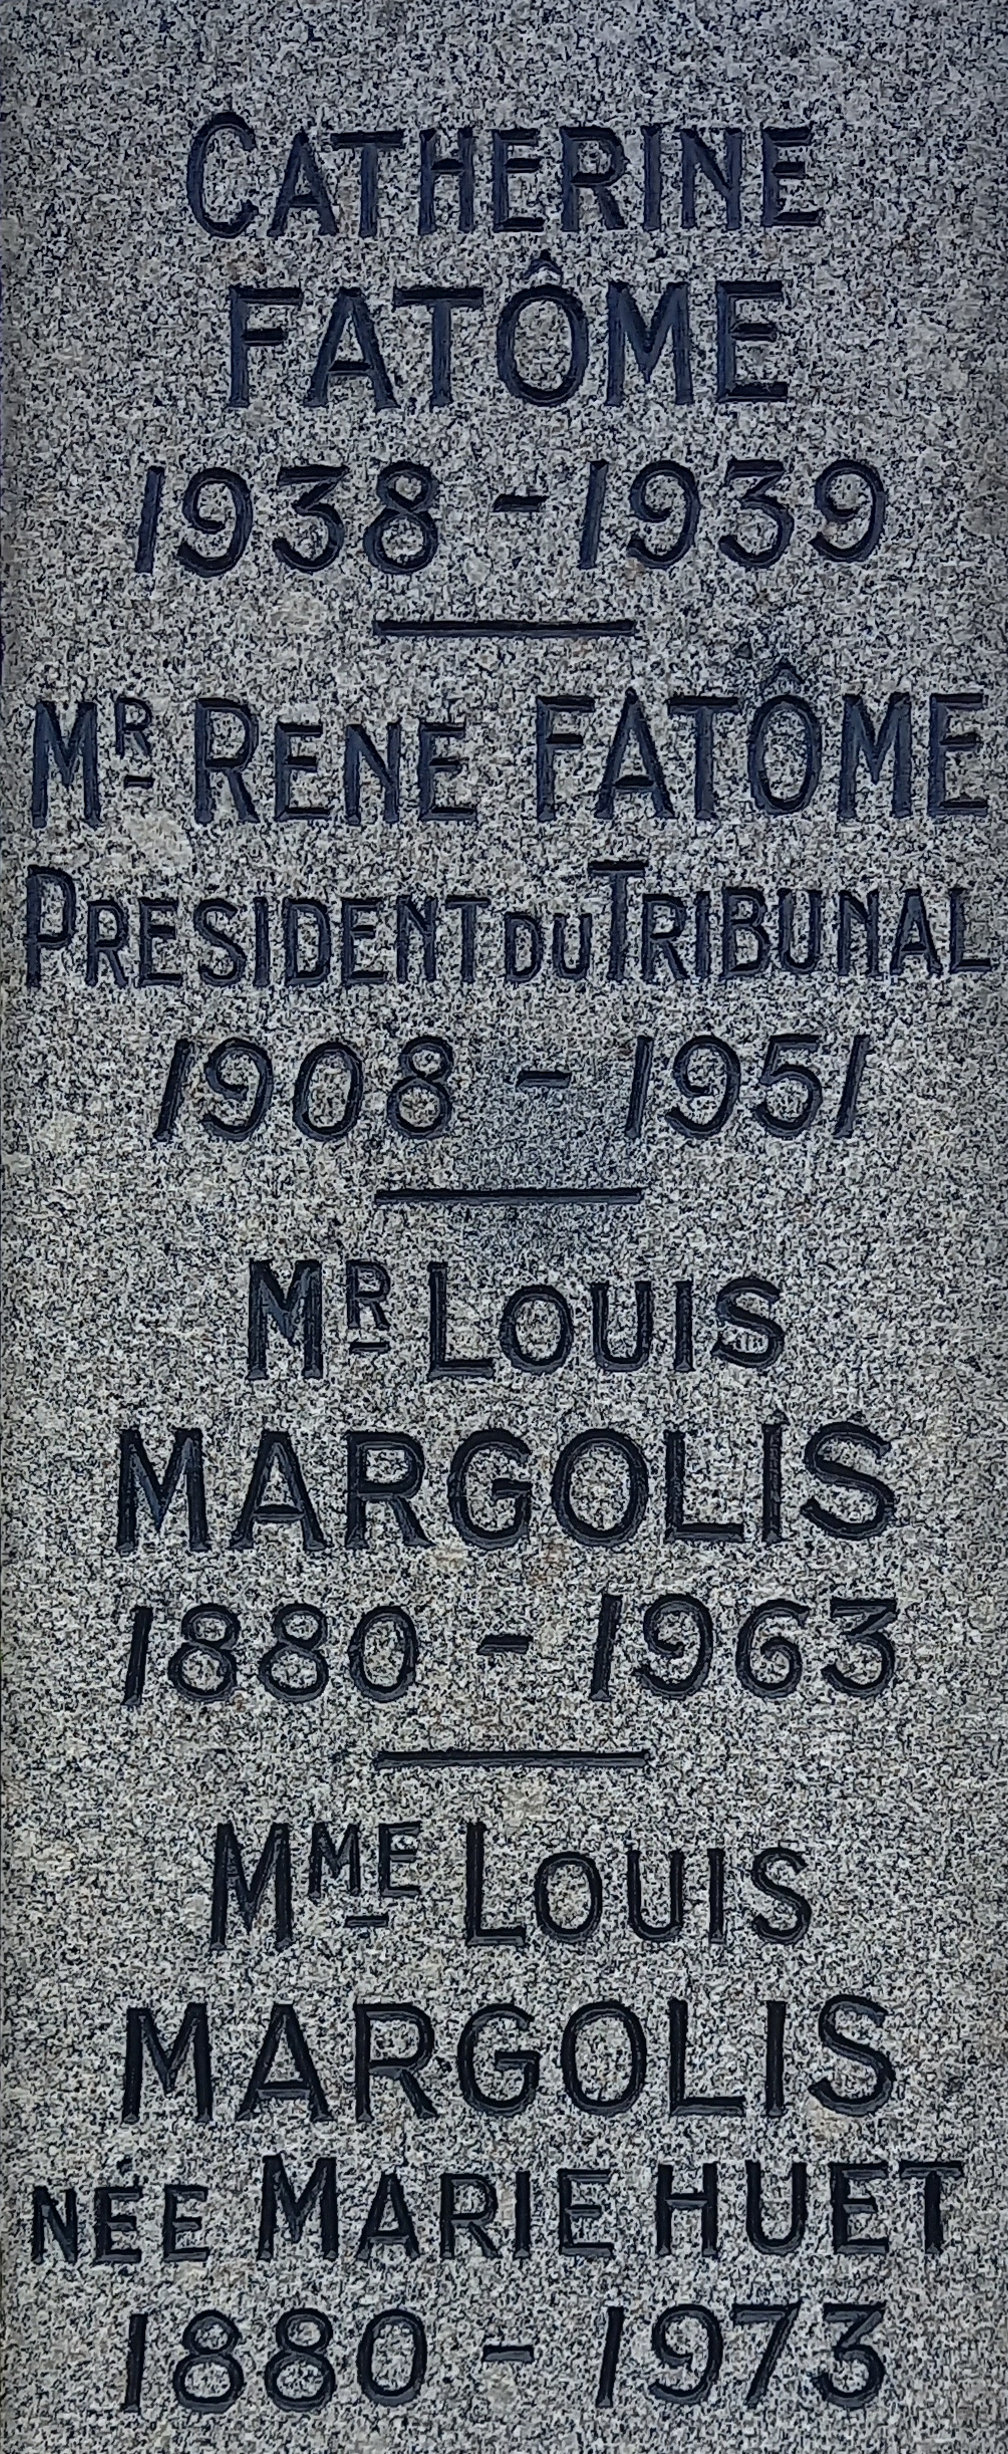 CATHERINE
FATÔME
1938 - 1939
MR RENE FATÔME
PRESIDENT DU TRIBUNAL
1908 - 1951
MR LOUIS
MARGOLIS
1880 - 1963
MME LOUIS
MARGOLIS
NÉE MARIE HUET
1880 - 1973